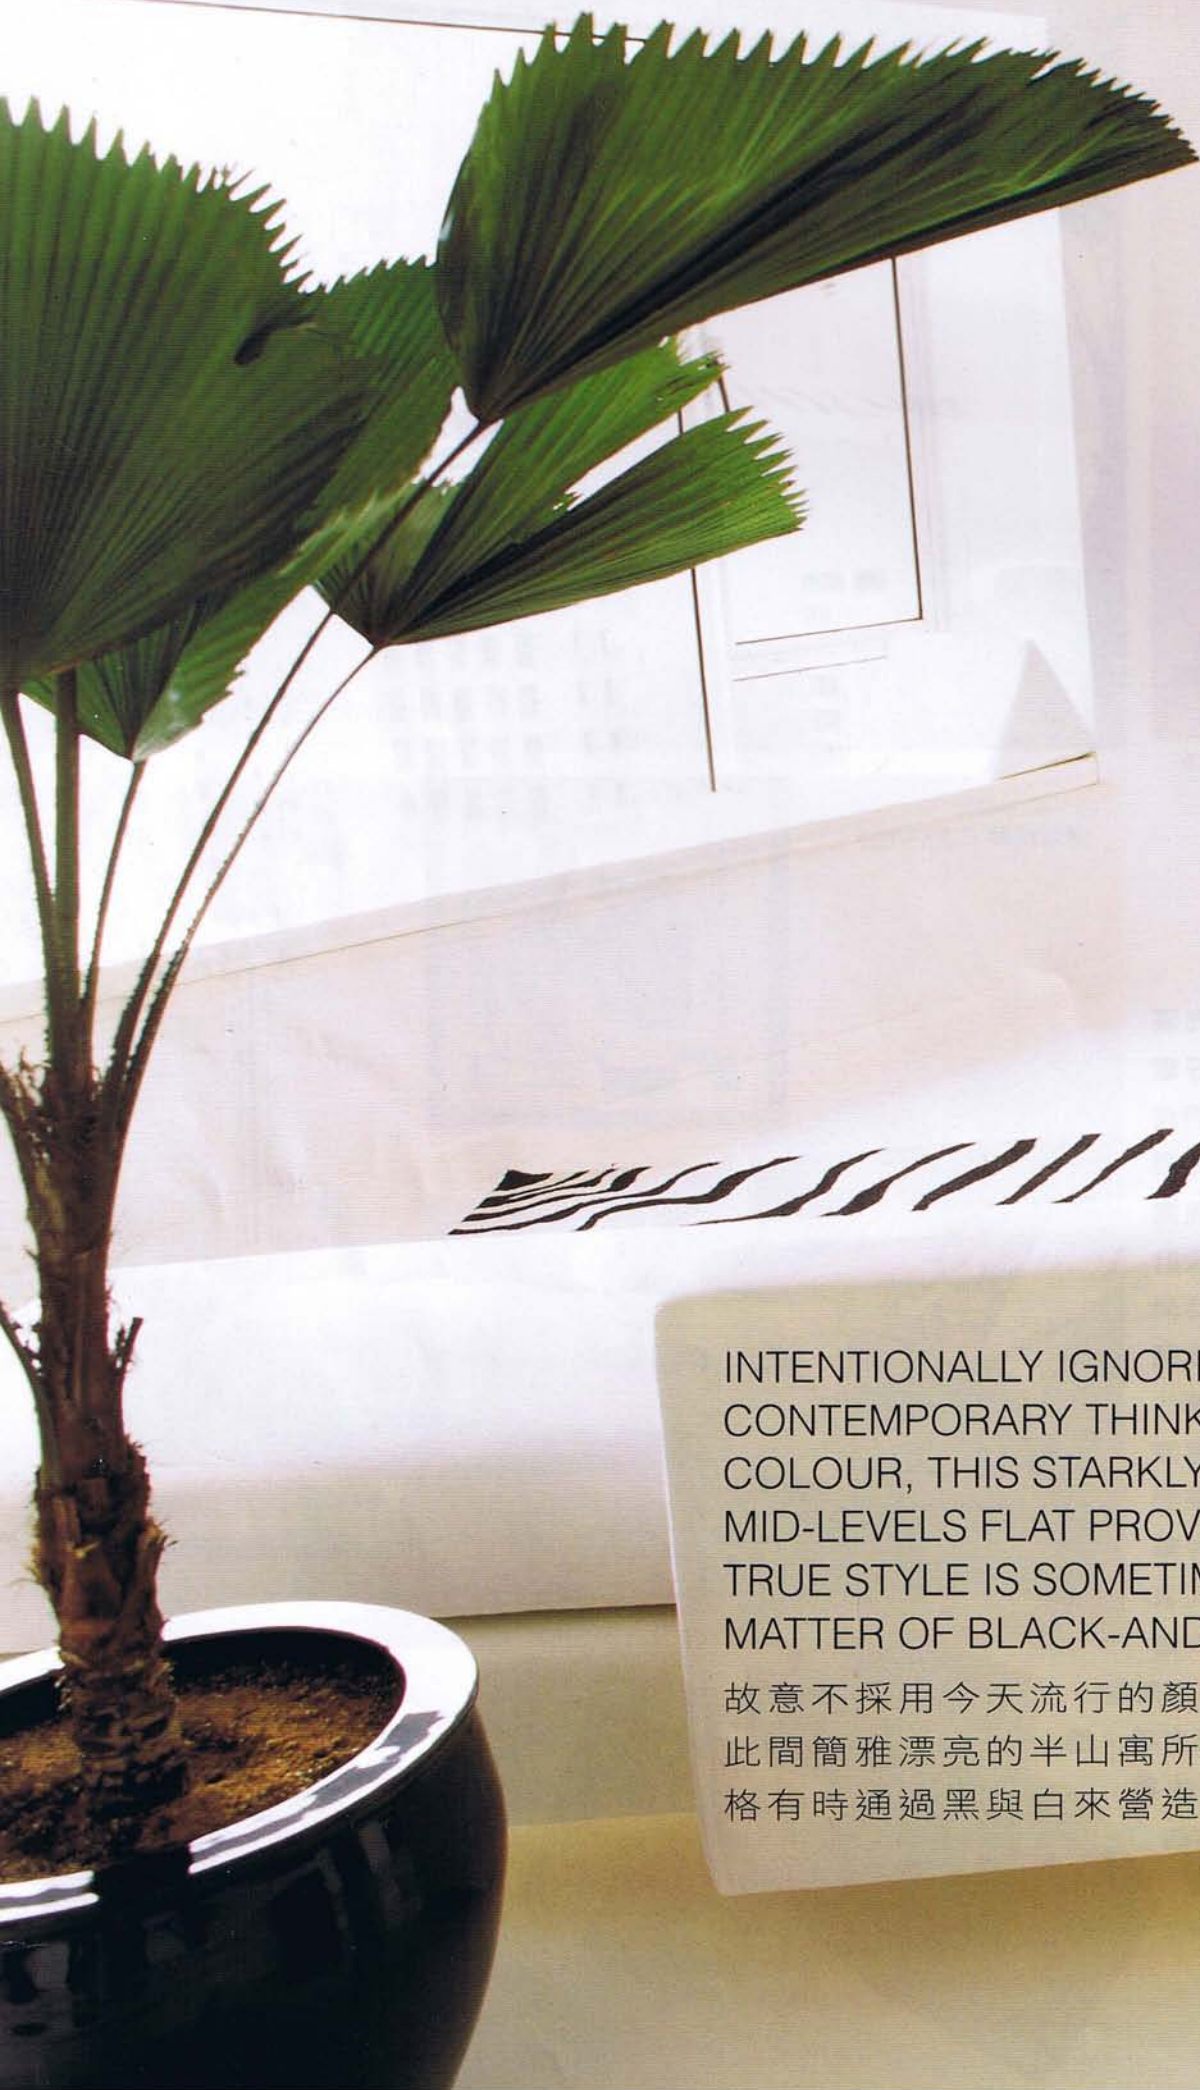 INTENTIONALLY IGNORI
CONTEMPORARY THINK
COLOUR, THIS STARKLY
MID-LEVELS FLAT PROV
TRUE STYLE IS SOMETIM
MATTER OF BLACK-AND
故意不採用今天流行的顏
此間簡雅漂亮的半山寓所
格有時通過黑與白來營造